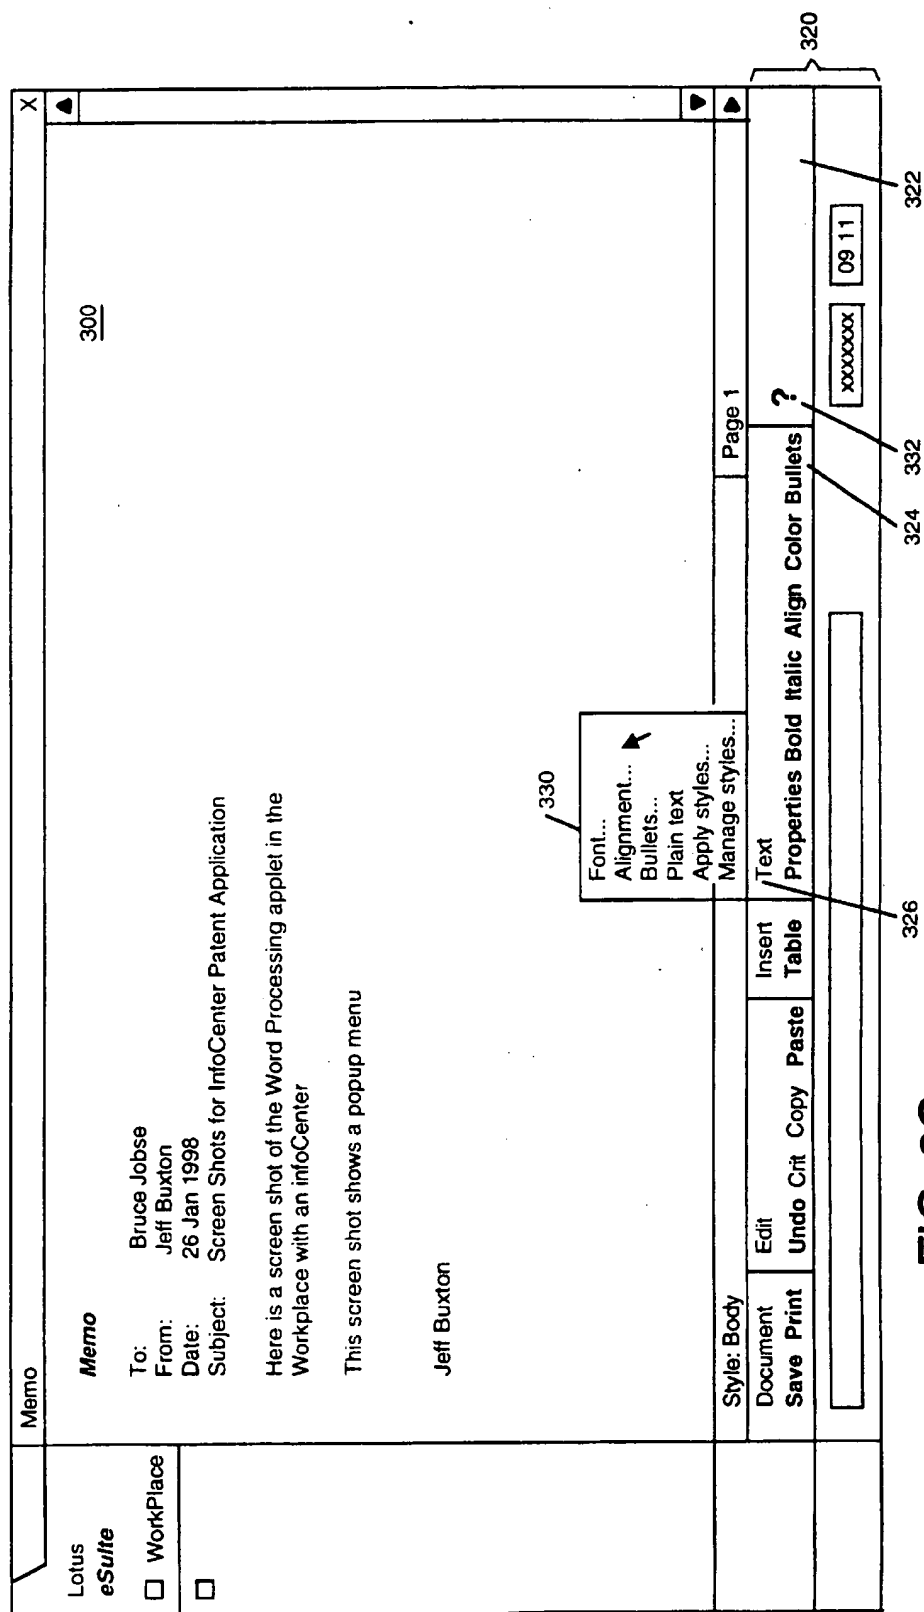 Memo X
Lotus
eSuite
WorkPlace
300
Memo
To: Bruce Jobse
From: Jeff Buxton
Date: 26 Jan 1998
Subject: Screen Shots for InfoCenter Patent Application
Here is a screen shot of the Word Processing applet in the
Workplace with an infoCenter
This screen shot shows a popup menu
Jeff Buxton
330
Font...
Alignment...
Bullets...
Plain text
Apply styles...
Manage styles...
Style: Body Page 1
Document Edit Insert Text ?
Save Print Undo Crit Copy Paste Table Properties Bold Italic Align Color Bullets
xxxxxxxx 09 11
320
326 324 332 322